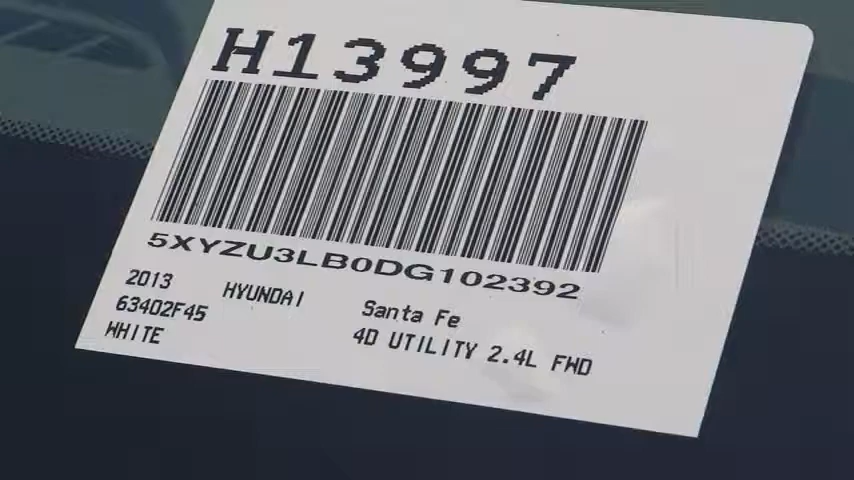 H13997
5XYZU3LB0DG102392
2013 HYUNDAI Santa Fe
63402F45 4D UTILITY 2.4L FWD
WHITE